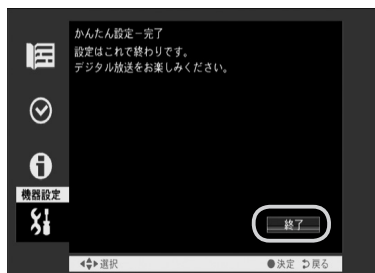 かんたん設定－完了
設定はこれで終わりです。
デジタル放送をお楽しみください。
機器設定
終了
選択
決定 戻る